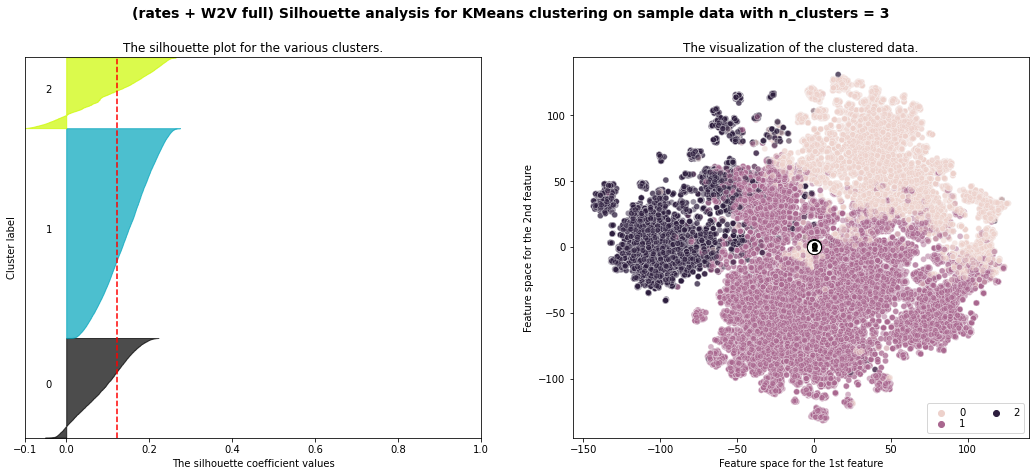 (rates + W2V full) Silhouette analysis for KMeans clustering on sample data with n_clusters = 3
The silhouette plot for the various clusters.
Cluster label
2
1
0
−0.1 0.0 0.2 0.4 0.6 0.8 1.0
The silhouette coefficient values
The visualization of the clustered data.
Feature space for the 2nd feature
100
50
0
−50
−100
0 2
1
−150 −100 −50 0 50 100
Feature space for the 1st feature